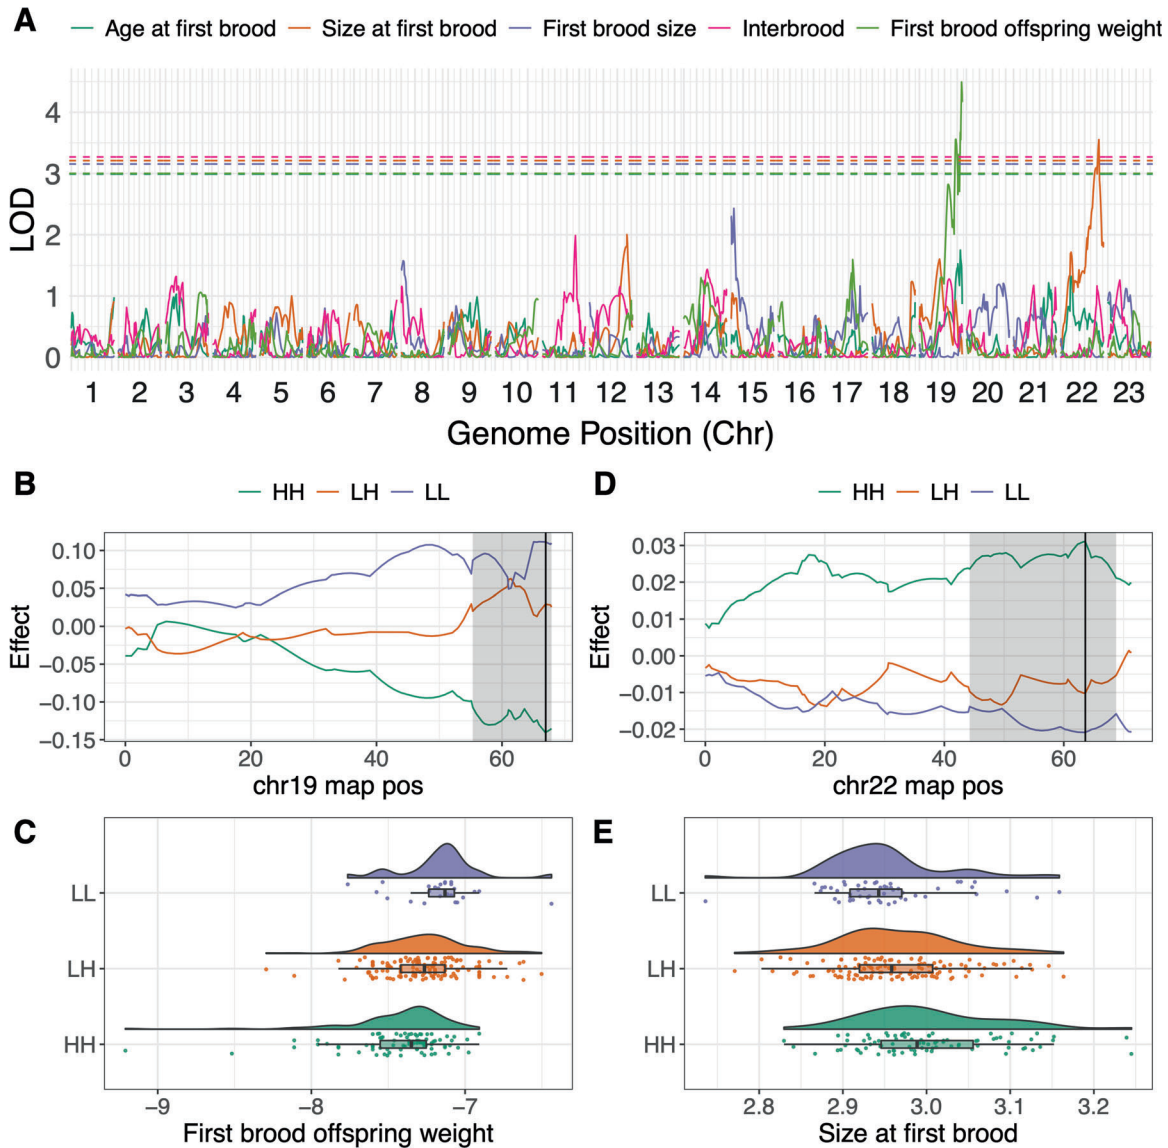 A
Age at first brood Size at first brood First brood size Interbrood First brood offspring weight
4
3
2
1
0
LOD
1 2 3 4 5 6 7 8 9 10 11 12 13 14 15 16 17 18 19 20 21 22 23
Genome Position (Chr)
B
HH LH LL
0.10
0.05
0.00
−0.05
−0.10
−0.15
Effect
0 20 40 60
chr19 map pos
D
HH LH LL
0.03
0.02
0.00
−0.01
−0.02
Effect
0 20 40 60
chr22 map pos
C
LL
LH
HH
−9 −8 −7
First brood offspring weight
E
LL
LH
HH
2.8 2.9 3.0 3.1 3.2
Size at first brood